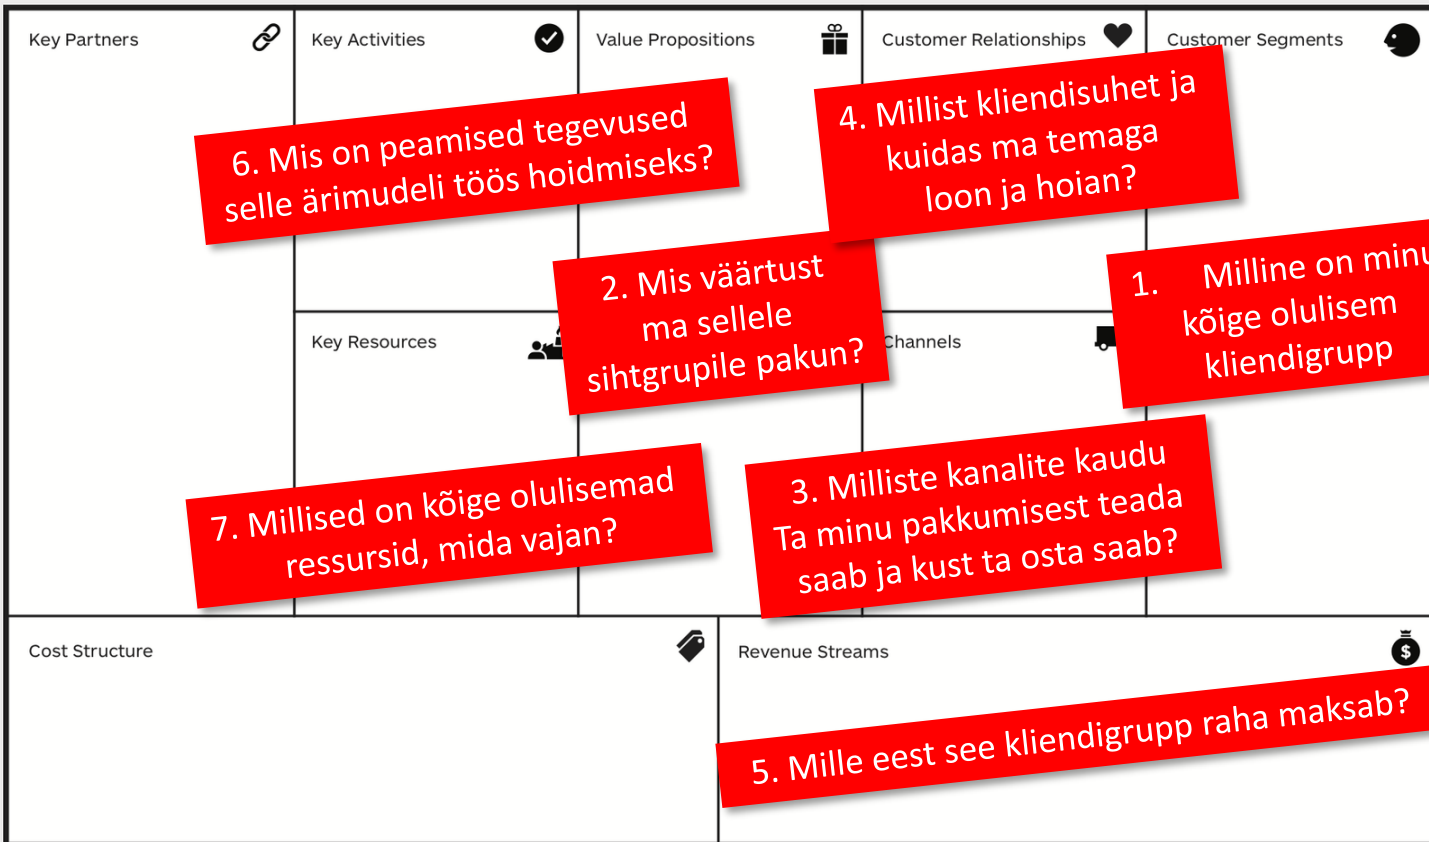 Key Partners
Key Activities
Value Propositions
Customer Relationships
Customer Segments
6. Mis on peamised tegevused
selle ärimudeli töös hoidmiseks?
4. Millist kliendisuhet ja
kuidas ma temaga
loon ja hoian?
2. Mis väärtust
ma sellele
sihtgrupile pakun?
1. Milline on minu
kõige olulisem
kliendigrupp
Key Resources
Channels
7. Millised on kõige olulisemad
ressursid, mida vajan?
3. Milliste kanalite kaudu
Ta minu pakkumisest teada
saab ja kust ta osta saab?
Cost Structure
Revenue Streams
$
5. Mille eest see kliendigrupp raha maksab?